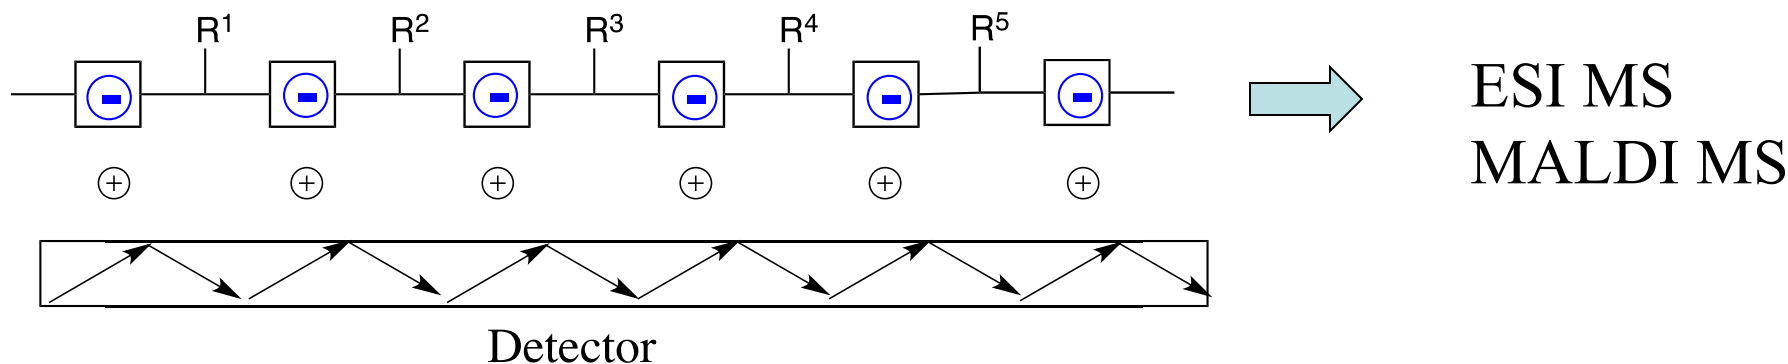 R¹ R² R³ R⁴ R⁵
− − − − − −
ESI MS
MALDI MS
+ + + + + +
Detector